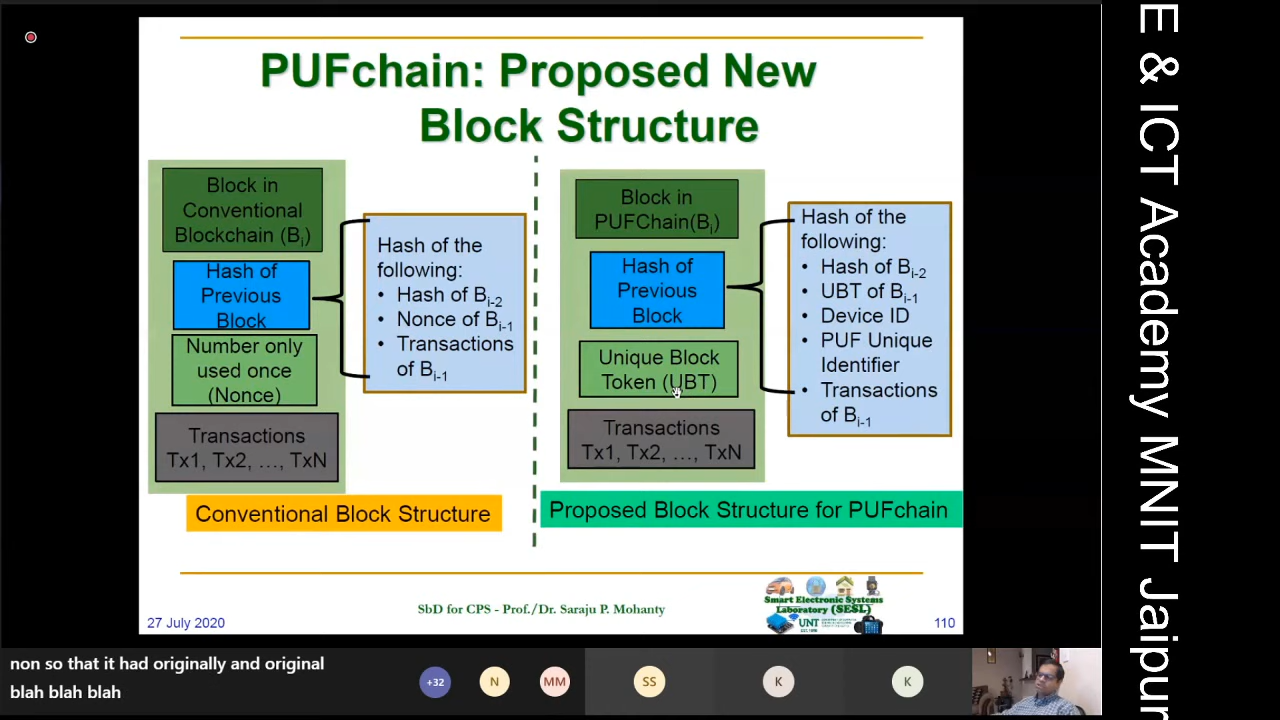 PUFchain: Proposed New
Block Structure
Block in
Conventional
Blockchain (Bi)
Hash of
Previous
Block
Number only
used once
(Nonce)
Transactions
Tx1, Tx2, …, TxN
Hash of the
following:
• Hash of Bi-2
• Nonce of Bi-1
• Transactions
of Bi-1
Conventional Block Structure
Block in
PUFChain(Bi)
Hash of
Previous
Block
Unique Block
Token (UBT)
Transactions
Tx1, Tx2, …, TxN
Hash of the
following:
• Hash of Bi-2
• UBT of Bi-1
• Device ID
• PUF Unique
Identifier
• Transactions
of Bi-1
Proposed Block Structure for PUFchain
27 July 2020
SbD for CPS - Prof./Dr. Saraju P. Mohanty
Smart Electronic Systems
Laboratory (SESL)
UNT
110
non so that it had originally and original
blah blah blah
+32
N
MM
SS
K
K
E & ICT Academy MNIT Jaipur